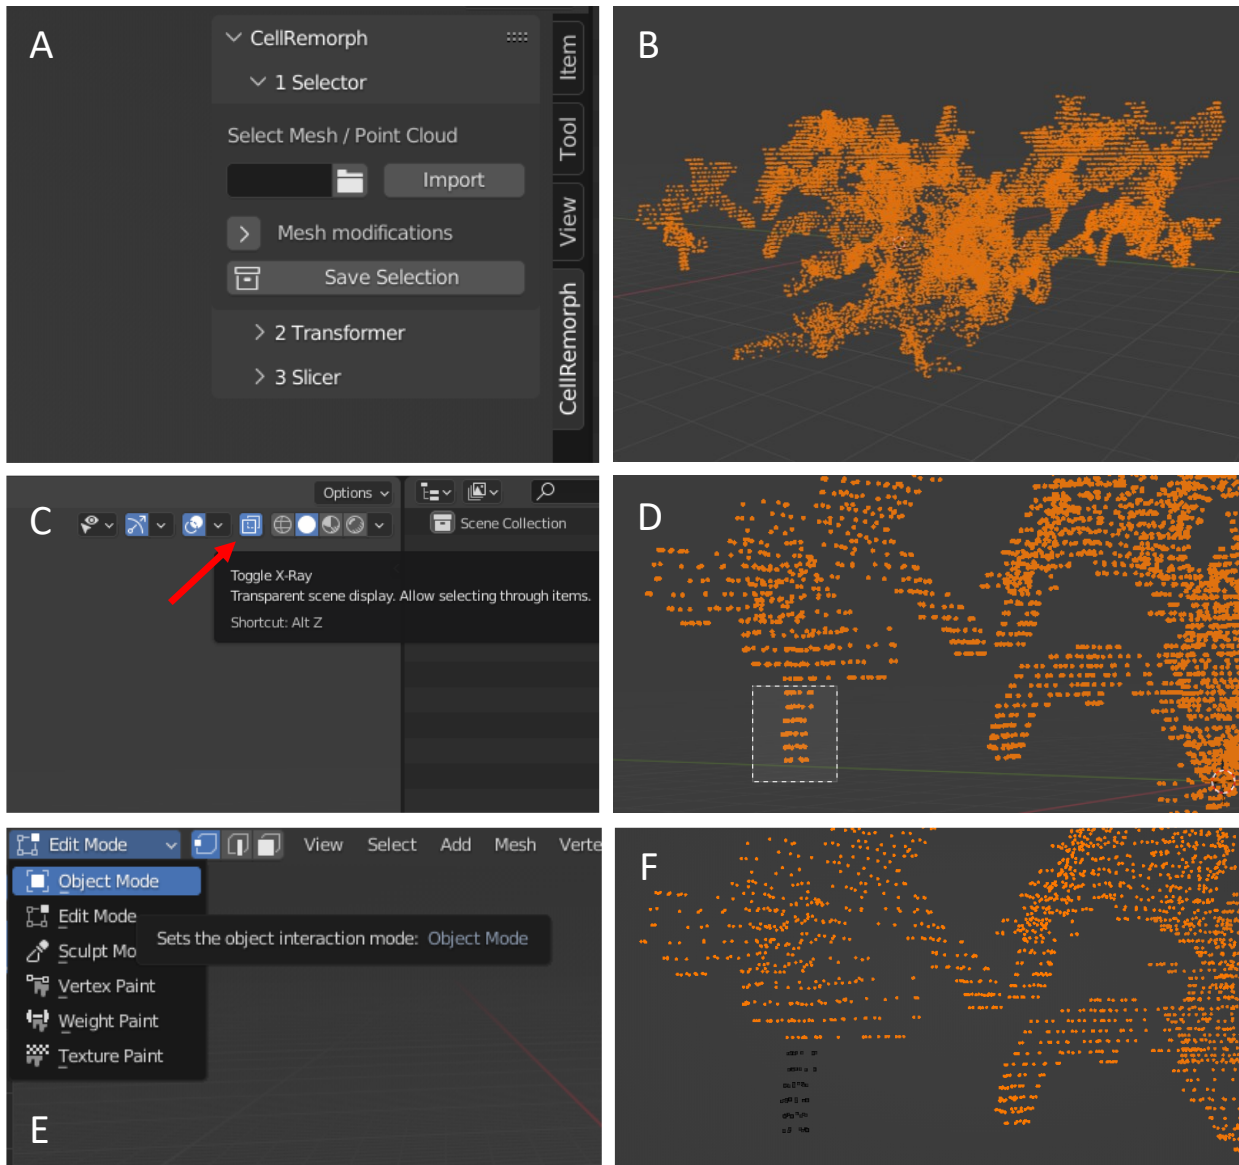 A
CellRemorph
1 Selector
Select Mesh / Point Cloud
Import
Mesh modifications
Save Selection
2 Transformer
3 Slicer
Item
Tool
View
CellRemorph
B
C
Options
Scene Collection
Toggle X-Ray
Transparent scene display. Allow selecting through items.
Shortcut: Alt Z
D
Edit Mode
View
Select
Add
Mesh
Verte
Object Mode
Edit Mode
Sculpt Mo
Sets the object interaction mode: Object Mode
Vertex Paint
Weight Paint
Texture Paint
E
F